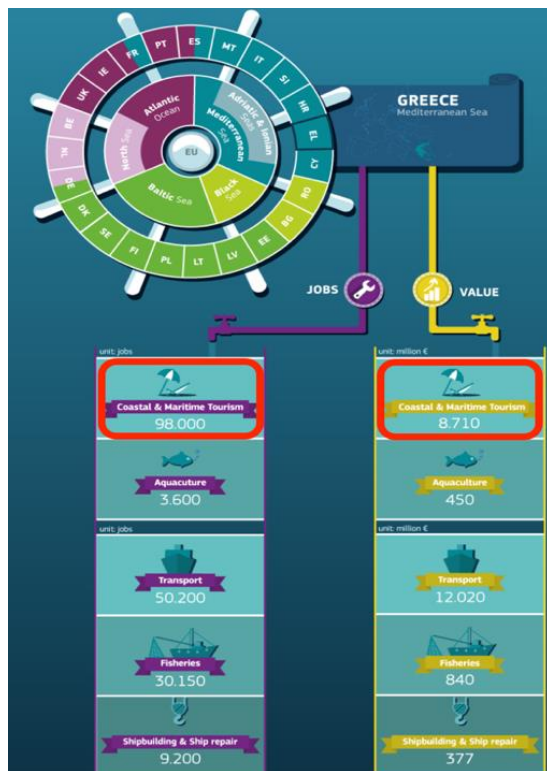 FR
PT
ES
MT
IT
SI
HR
EL
CY
RO
BG
EE
LV
LT
PL
FI
SE
DK
DE
NL
BE
UK
IE
Atlantic
Ocean
Adriatic & Ionian
Seas
Mediterranean
Sea
North Sea
EU
Baltic Sea
Black
Sea
GREECE
Mediterranean Sea
JOBS
VALUE
unit: jobs
Coastal & Maritime Tourism
98.000
Aquacuture
3.600
unit: jobs
Transport
50.200
Fisheries
30.150
Shipbuilding & Ship repair
9.200
unit: million €
Coastal & Maritime Tourism
8.710
Aquaculture
450
unit: million €
Transport
12.020
Fisheries
840
Shipbuilding & Ship repair
377